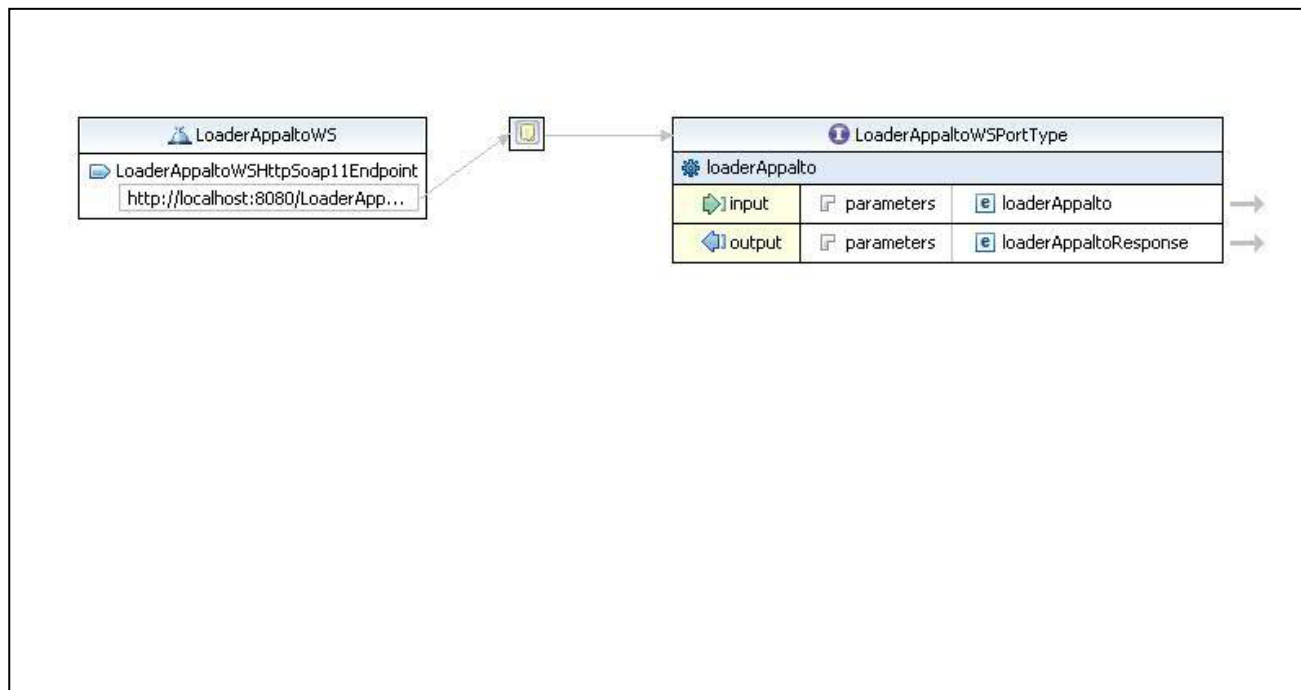 LoaderAppaltoWS
LoaderAppaltoWSHttpSoap11Endpoint
http://localhost:8080/LoaderApp...
LoaderAppaltoWSPortType
loaderAppalto
input parameters e loaderAppalto
output parameters e loaderAppaltoResponse